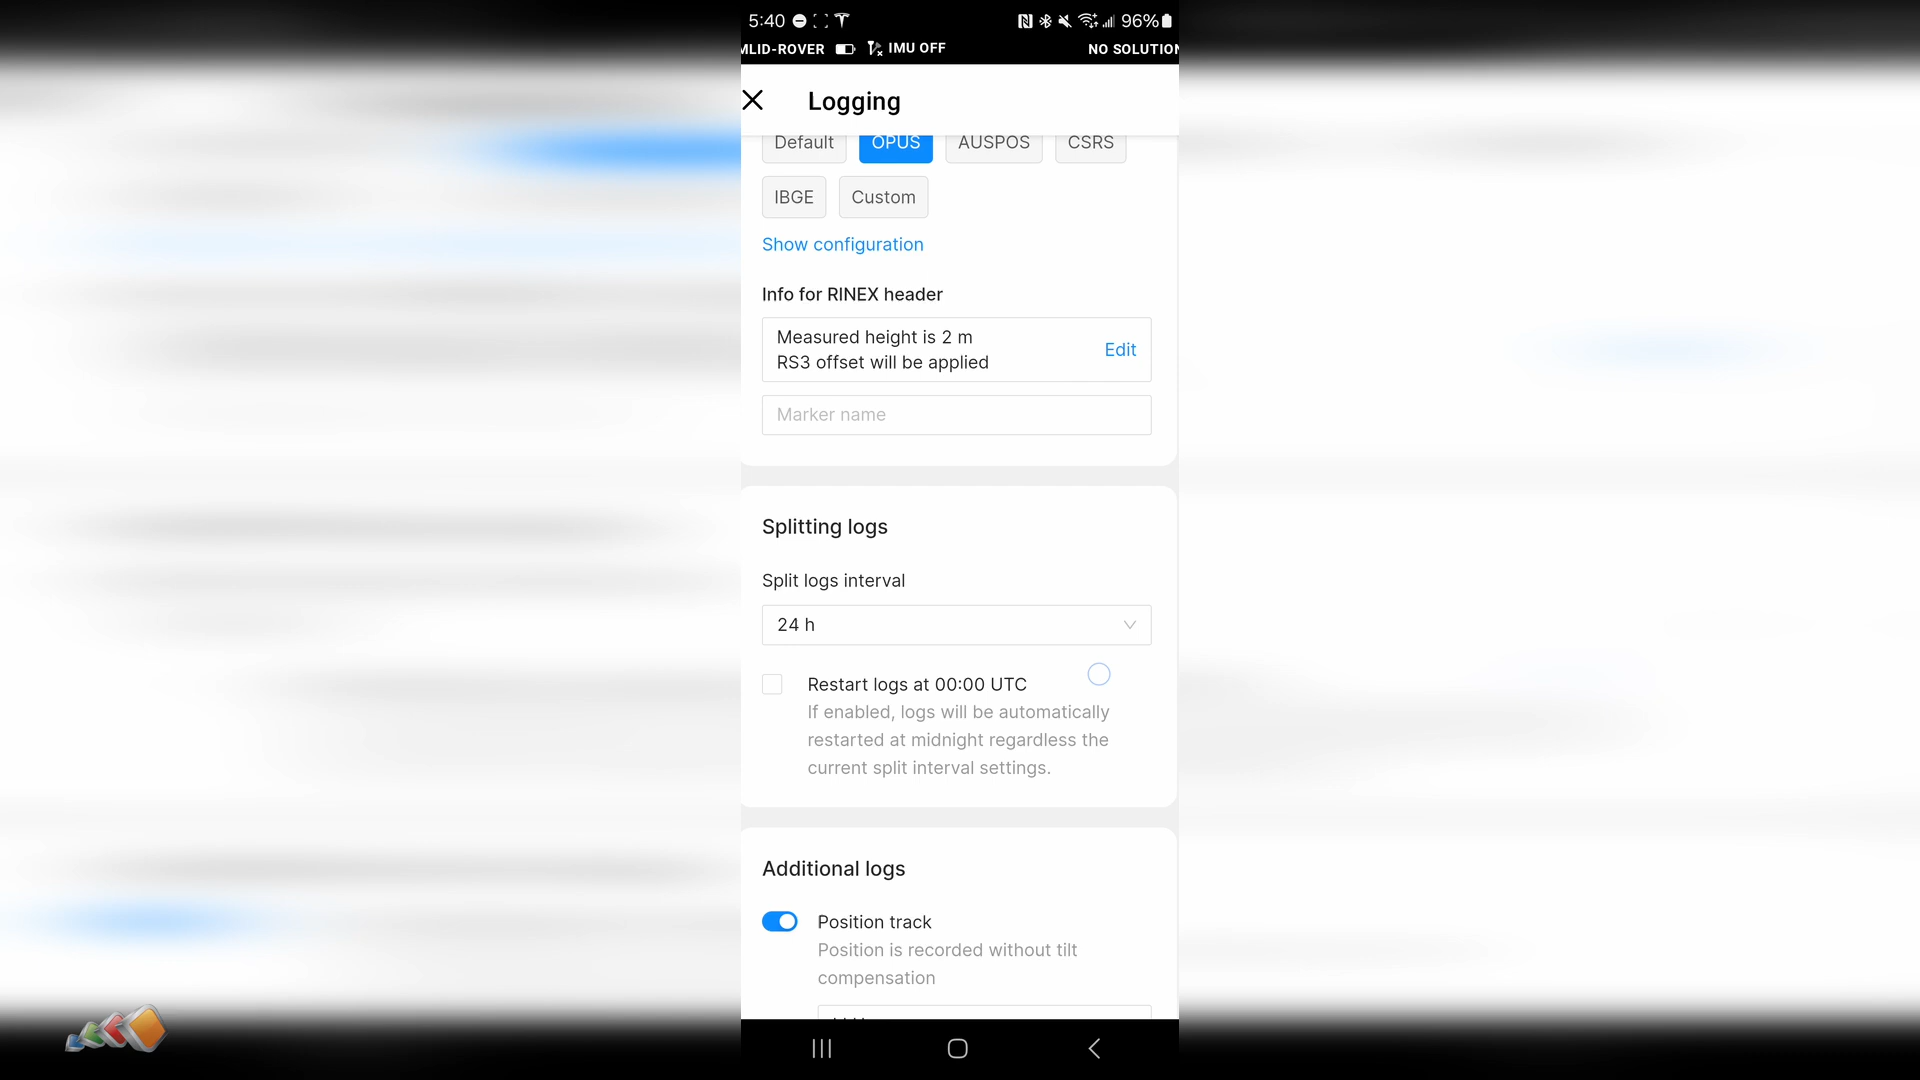 5:40 96%
MLID-ROVER IMU OFF NO SOLUTION
Logging
Default OPUS AUSPOS CSRS
IBGE Custom
Show configuration
Info for RINEX header
Measured height is 2 m
RS3 offset will be applied
Edit
Marker name
Splitting logs
Split logs interval
24 h
Restart logs at 00:00 UTC
If enabled, logs will be automatically
restarted at midnight regardless the
current split interval settings.
Additional logs
Position track
Position is recorded without tilt
compensation